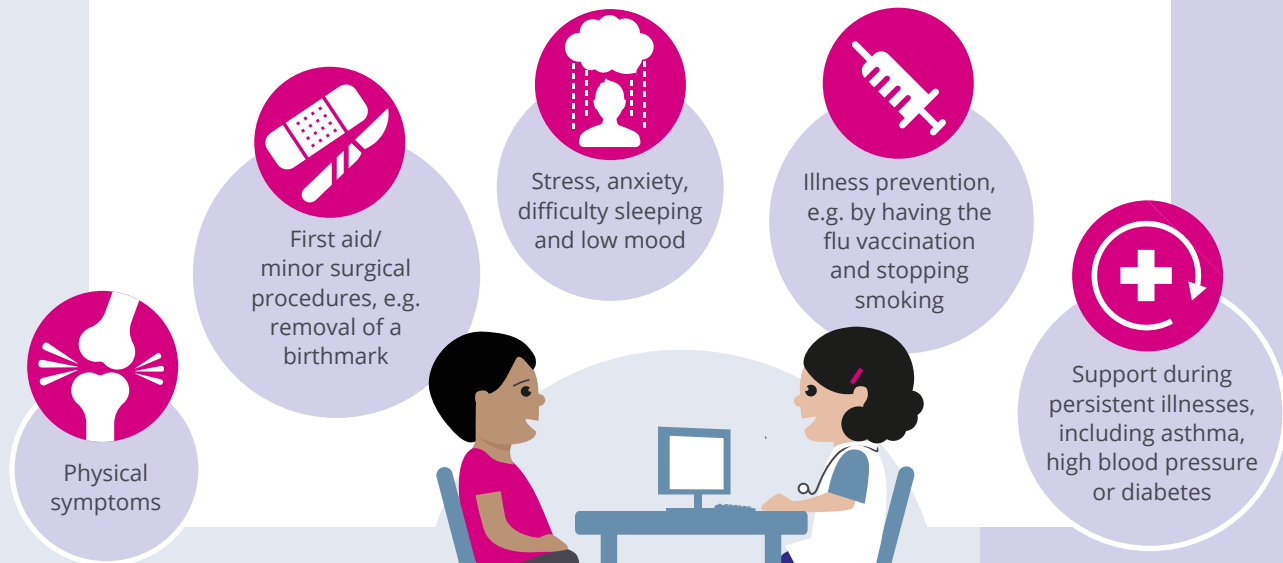 Physical
symptoms
First aid/
minor surgical
procedures, e.g.
removal of a
birthmark
Stress, anxiety,
difficulty sleeping
and low mood
Illness prevention,
e.g. by having the
flu vaccination
and stopping
smoking
Support during
persistent illnesses,
including asthma,
high blood pressure
or diabetes